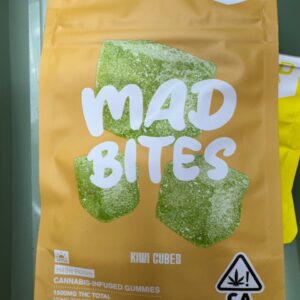 MAD
BITES
KIWI CUBES
CANNABIS-INFUSED GUMMIES
1500MG THC TOTAL
CA